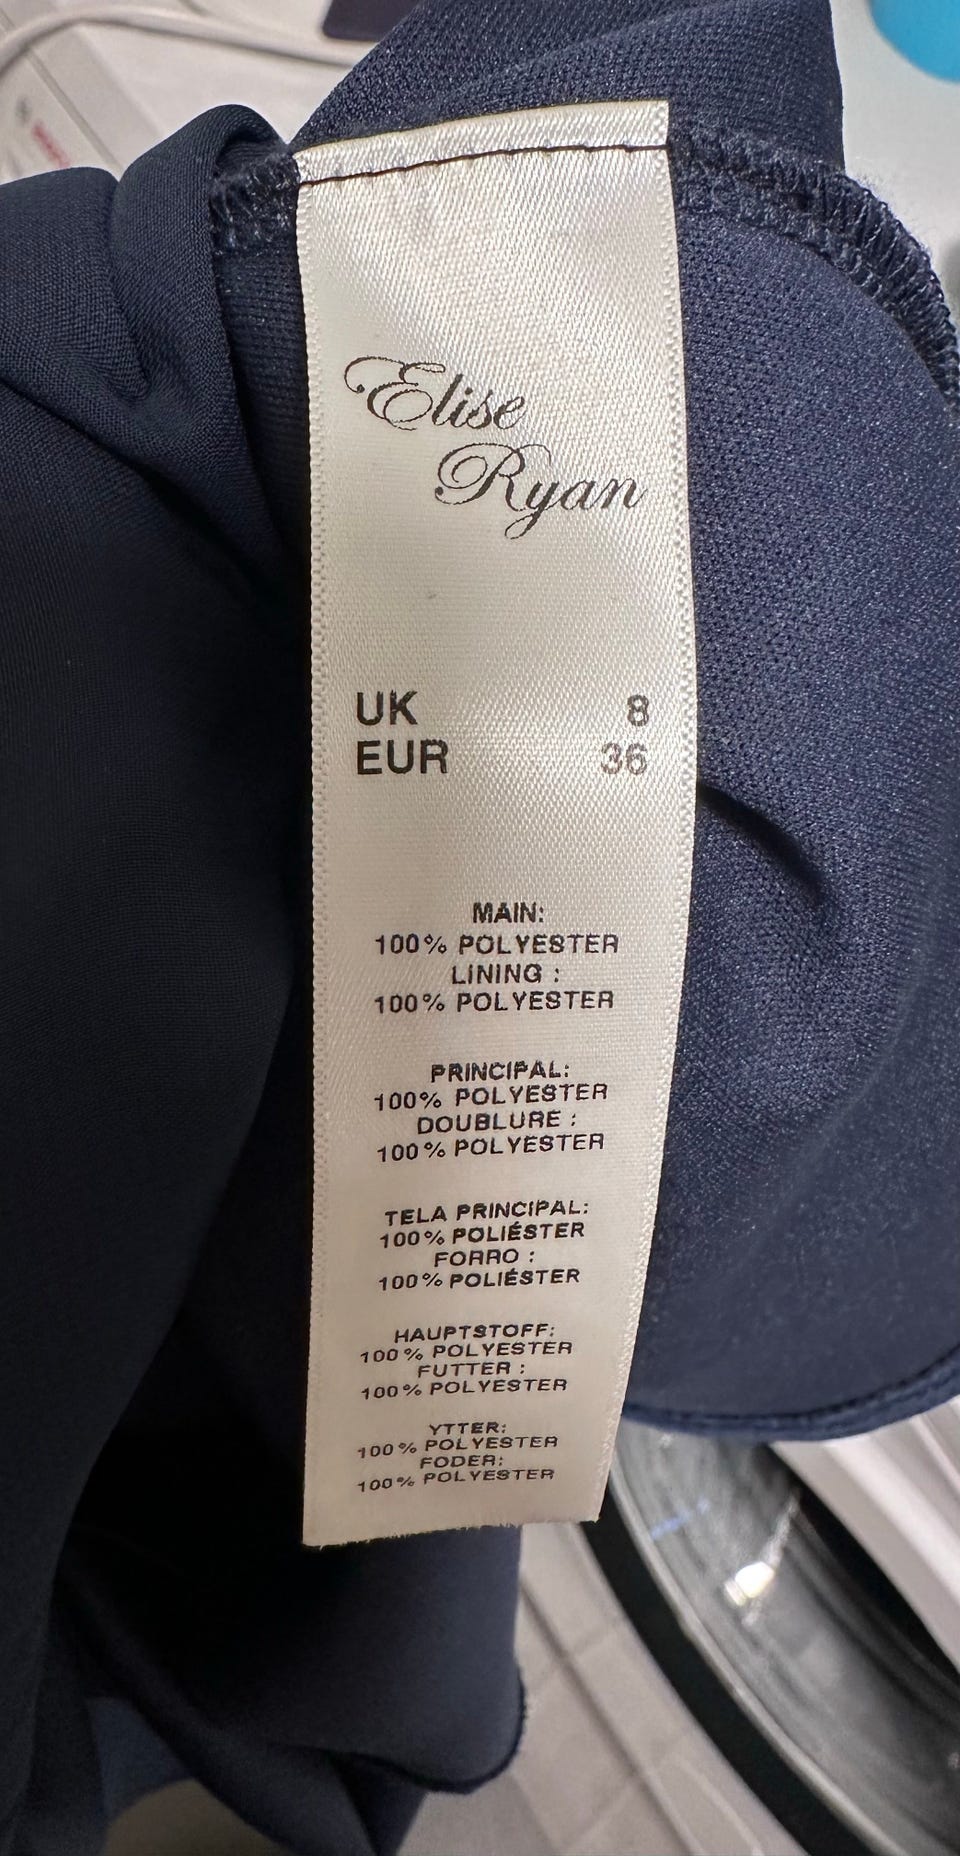 Elise
Ryan
UK 8
EUR 36
MAIN:
100% POLYESTER
LINING :
100% POLYESTER
PRINCIPAL:
100% POLYESTER
DOUBLURE :
100% POLYESTER
TELA PRINCIPAL:
100% POLIÉSTER
FORRO :
100% POLIÉSTER
HAUPTSTOFF:
100% POLYESTER
FUTTER :
100% POLYESTER
YTTER:
100% POLYESTER
FODER:
100% POLYESTER